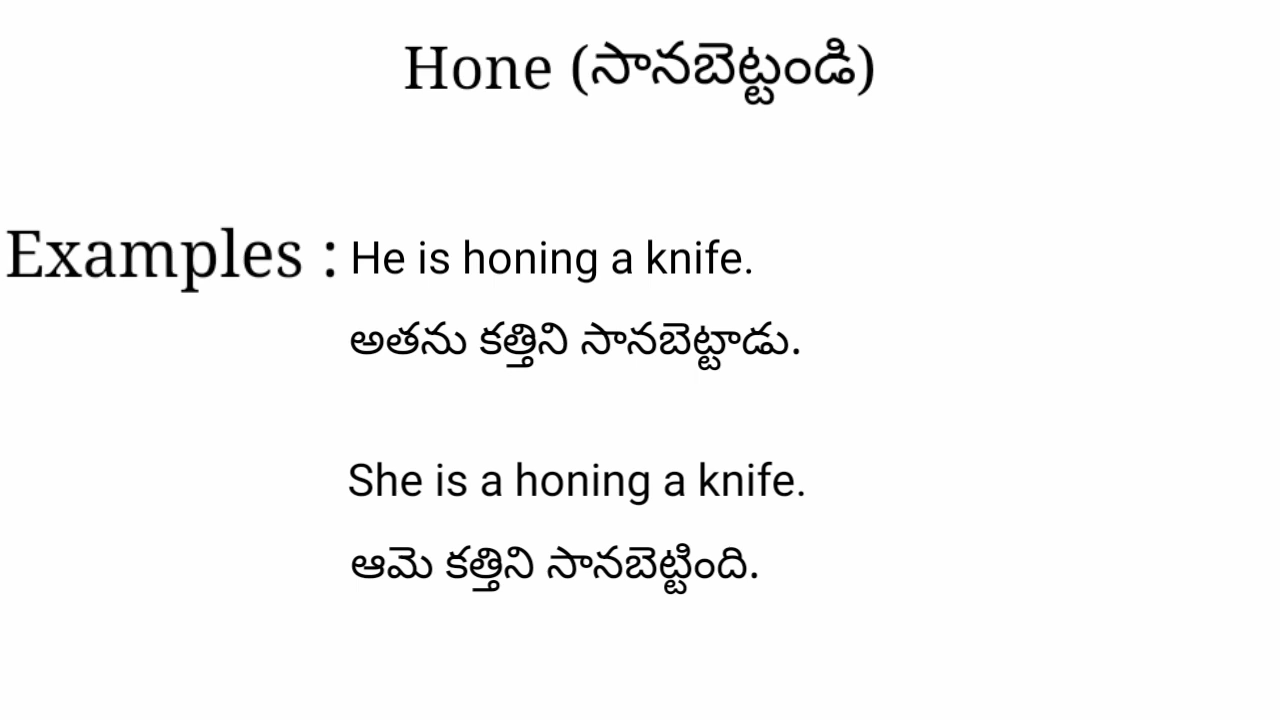 Hone (సానబెట్టండి)
Examples : He is honing a knife.
అతను కత్తిని సానబెట్టాడు.
She is a honing a knife.
ఆమె కత్తిని సానబెట్టింది.